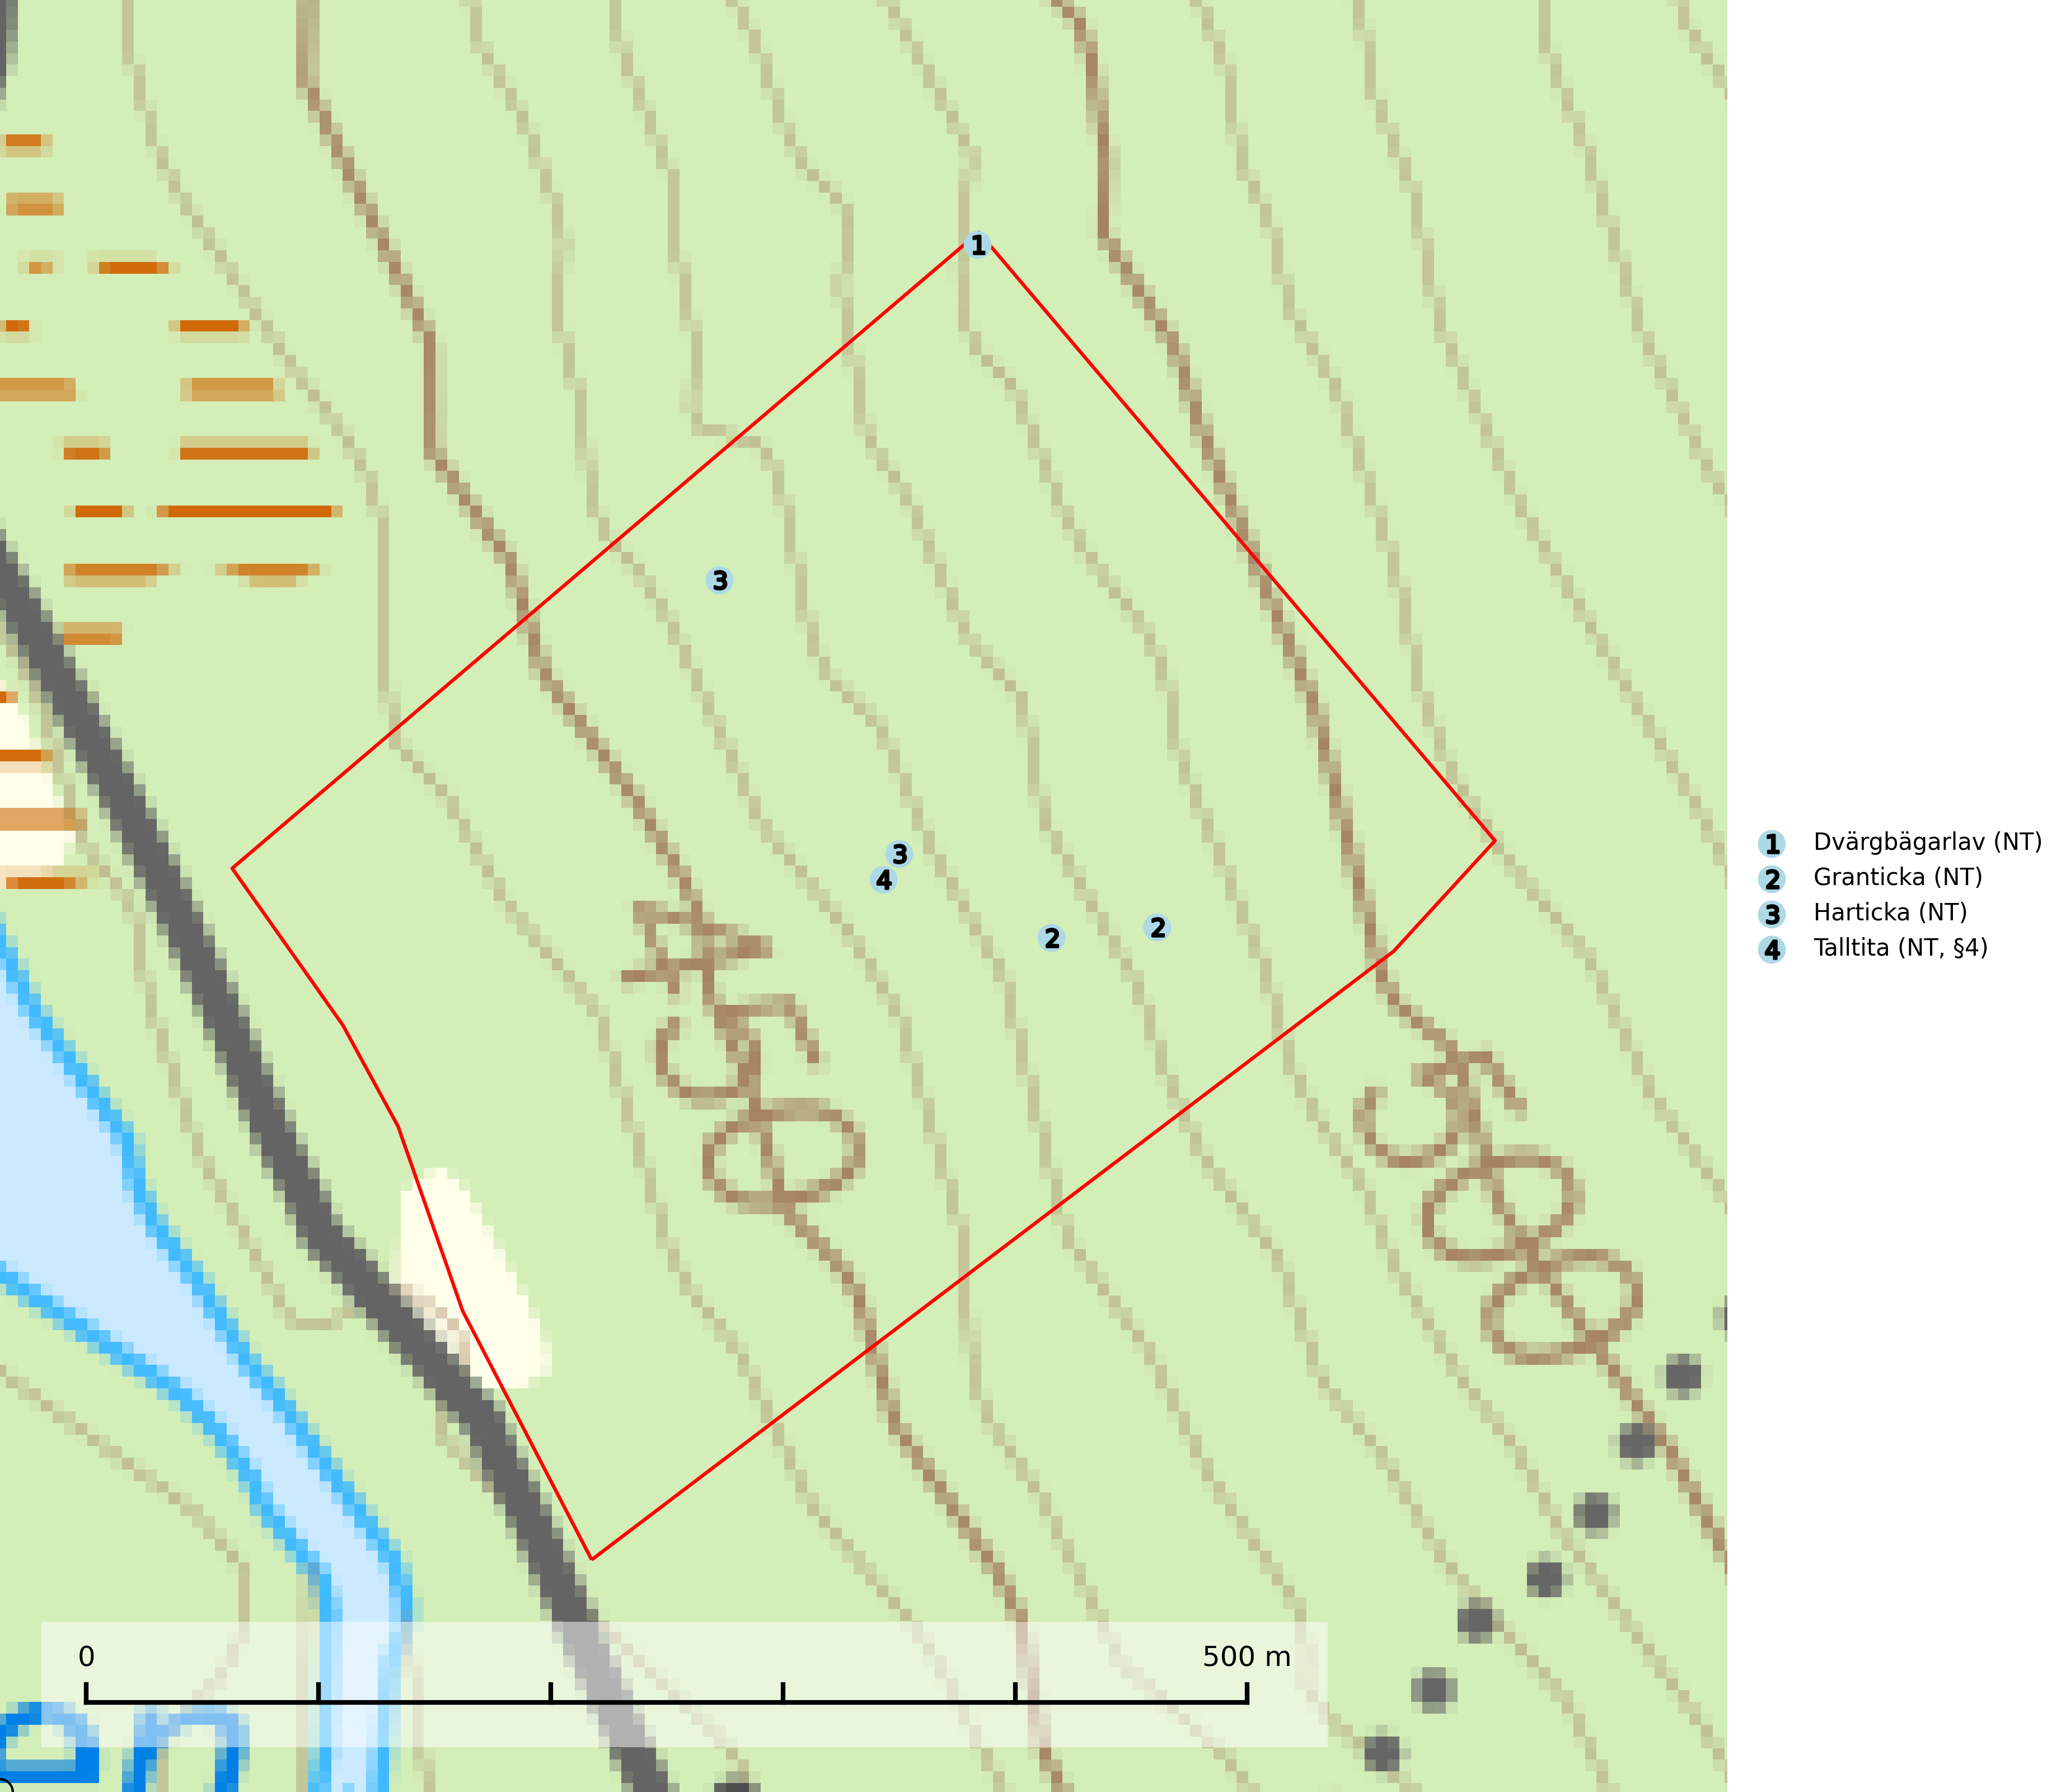 1
3
3
4
2
2
450
500 m
0
1 Dvärgbägarlav (NT)
2 Granticka (NT)
3 Harticka (NT)
4 Talltita (NT, §4)